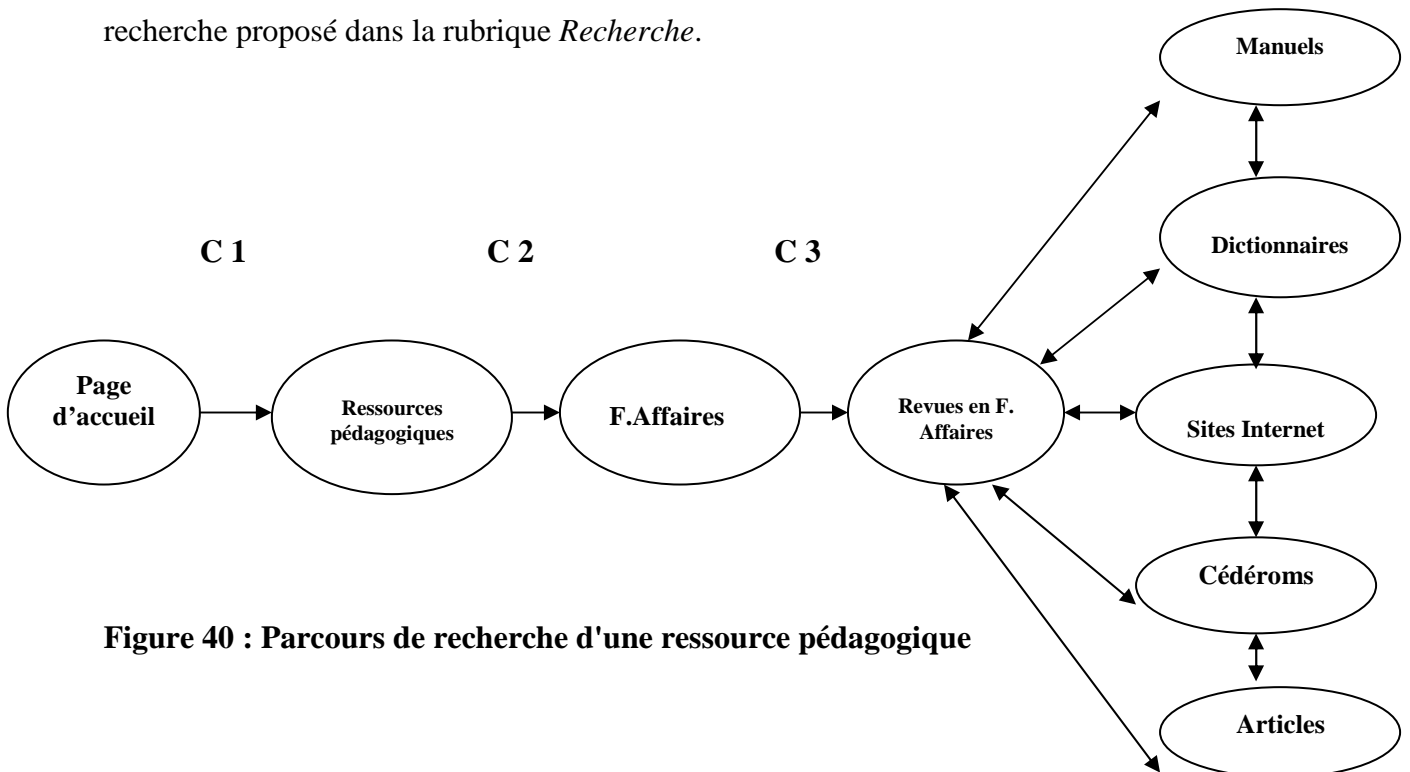 recherche proposé dans la rubrique Recherche.
Manuels
Dictionnaires
C 1
C 2
C 3
Page
d’accueil
Ressources
pédagogiques
F.Affaires
Revues en F.
Affaires
Sites Internet
Cédéroms
Figure 40 : Parcours de recherche d'une ressource pédagogique
Articles